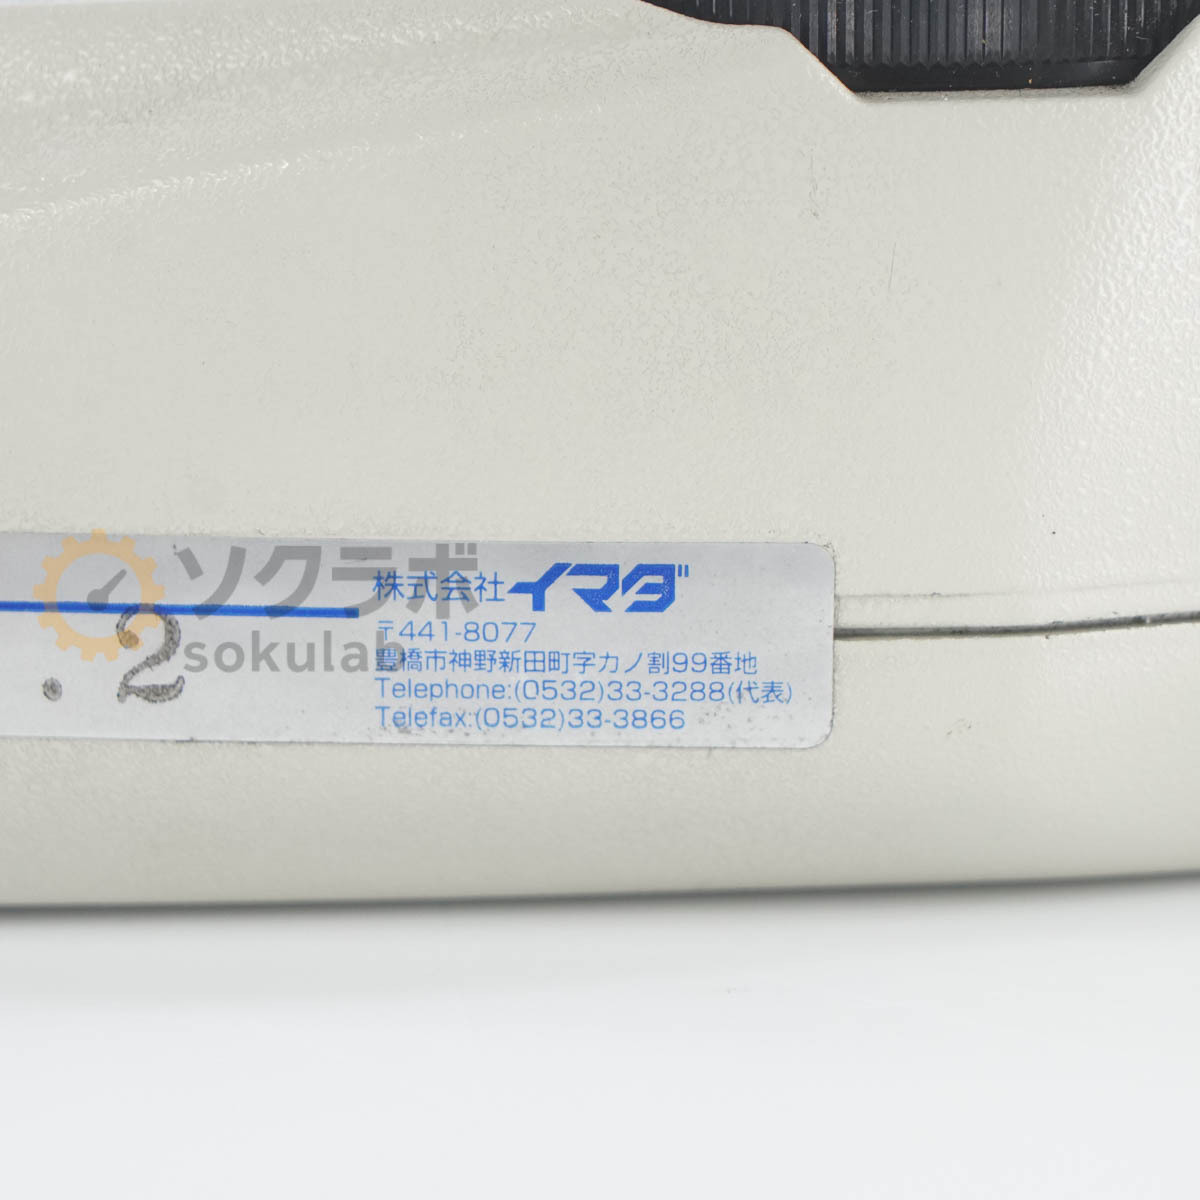 ソクラボ
sokulab
. 2
株式会社イマダ
〒441-8077
豊橋市神野新田町字カノ割99番地
Telephone:(0532)33-3288(代表)
Telefax:(0532)33-3866